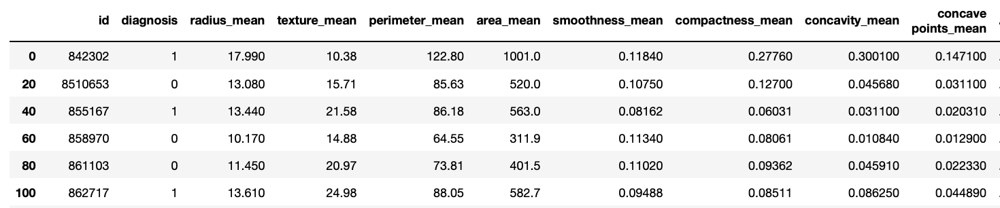 id diagnosis radius_mean texture_mean perimeter_mean area_mean smoothness_mean compactness_mean concavity_mean concave points_mean
0 842302 1 17.990 10.38 122.80 1001.0 0.11840 0.27760 0.300100 0.147100
20 8510653 0 13.080 15.71 85.63 520.0 0.10750 0.12700 0.045680 0.031100
40 855167 1 13.440 21.58 86.18 563.0 0.08162 0.06031 0.031100 0.020310
60 858970 0 10.170 14.88 64.55 311.9 0.11340 0.08061 0.010840 0.012900
80 861103 0 11.450 20.97 73.81 401.5 0.11020 0.09362 0.045910 0.022330
100 862717 1 13.610 24.98 88.05 582.7 0.09488 0.08511 0.086250 0.044890